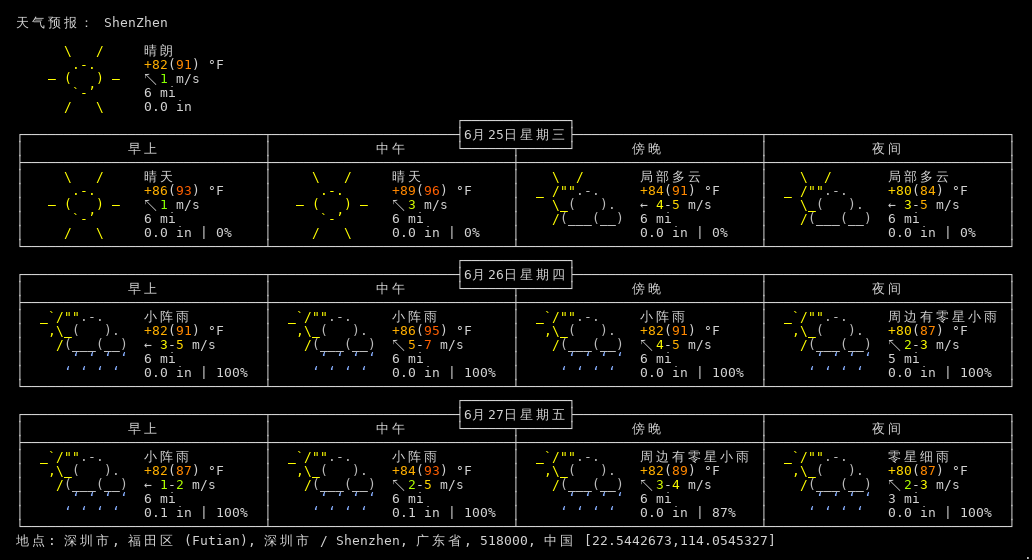 天气预报： ShenZhen
晴朗
+82(91) °F
↖ 1 m/s
6 mi
0.0 in
6月25日星期三
早上 中午 傍晚 夜间
晴天 晴天 局部多云 局部多云
+86(93) °F +89(96) °F +84(91) °F +80(84) °F
↖ 1 m/s ↖ 3 m/s ← 4-5 m/s ← 3-5 m/s
6 mi 6 mi 6 mi 6 mi
0.0 in | 0% 0.0 in | 0% 0.0 in | 0% 0.0 in | 0%
6月26日星期四
早上 中午 傍晚 夜间
小阵雨 小阵雨 小阵雨 周边有零星小雨
+82(91) °F +86(95) °F +82(91) °F +80(87) °F
← 3-5 m/s ↖ 5-7 m/s ↖ 4-5 m/s ↖ 2-3 m/s
6 mi 6 mi 6 mi 5 mi
0.0 in | 100% 0.0 in | 100% 0.0 in | 100% 0.0 in | 100%
6月27日星期五
早上 中午 傍晚 夜间
小阵雨 小阵雨 周边有零星小雨 零星细雨
+82(87) °F +84(93) °F +82(89) °F +80(87) °F
← 1-2 m/s ↖ 2-5 m/s ↖ 3-4 m/s ↖ 2-3 m/s
6 mi 6 mi 6 mi 3 mi
0.1 in | 100% 0.1 in | 100% 0.0 in | 87% 0.0 in | 100%
地点: 深圳市, 福田区 (Futian), 深圳市 / Shenzhen, 广东省, 518000, 中国 [22.5442673,114.0545327]